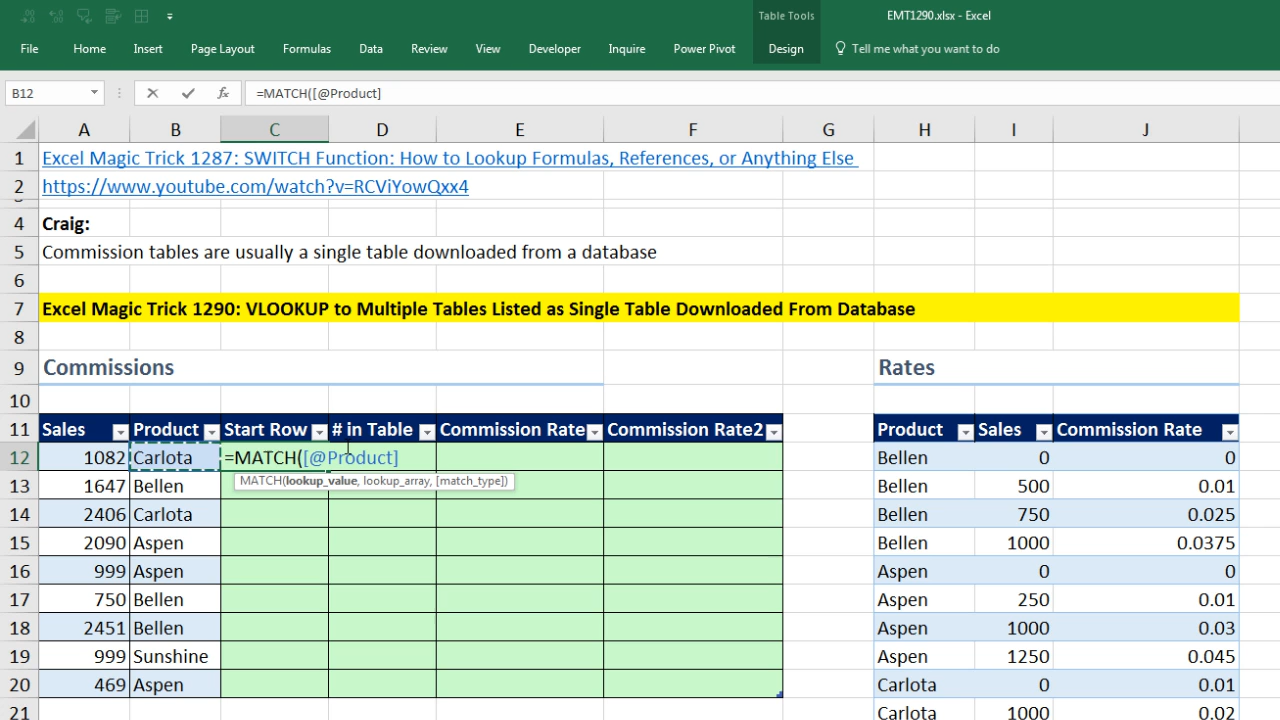 Table Tools
EMT1290.xlsx - Excel
File Home Insert Page Layout Formulas Data Review View Developer Inquire Power Pivot Design Tell me what you want to do
B12 fx =MATCH([@Product]
A B C D E F G H I J
1 Excel Magic Trick 1287: SWITCH Function: How to Lookup Formulas, References, or Anything Else
2 https://www.youtube.com/watch?v=RCViYowQxx4
4 Craig:
5 Commission tables are usually a single table downloaded from a database
6
7 Excel Magic Trick 1290: VLOOKUP to Multiple Tables Listed as Single Table Downloaded From Database
8
9 Commissions Rates
10
11 Sales Product Start Row # in Table Commission Rate Commission Rate2 Product Sales Commission Rate
12 1082 Carlota =MATCH([@Product] Bellen 0 0
MATCH(lookup_value, lookup_array, [match_type])
13 1647 Bellen Bellen 500 0.01
14 2406 Carlota Bellen 750 0.025
15 2090 Aspen Bellen 1000 0.0375
16 999 Aspen Aspen 0 0
17 750 Bellen Aspen 250 0.01
18 2451 Bellen Aspen 1000 0.03
19 999 Sunshine Aspen 1250 0.045
20 469 Aspen Carlota 0 0.01
21 Carlota 1000 0.02